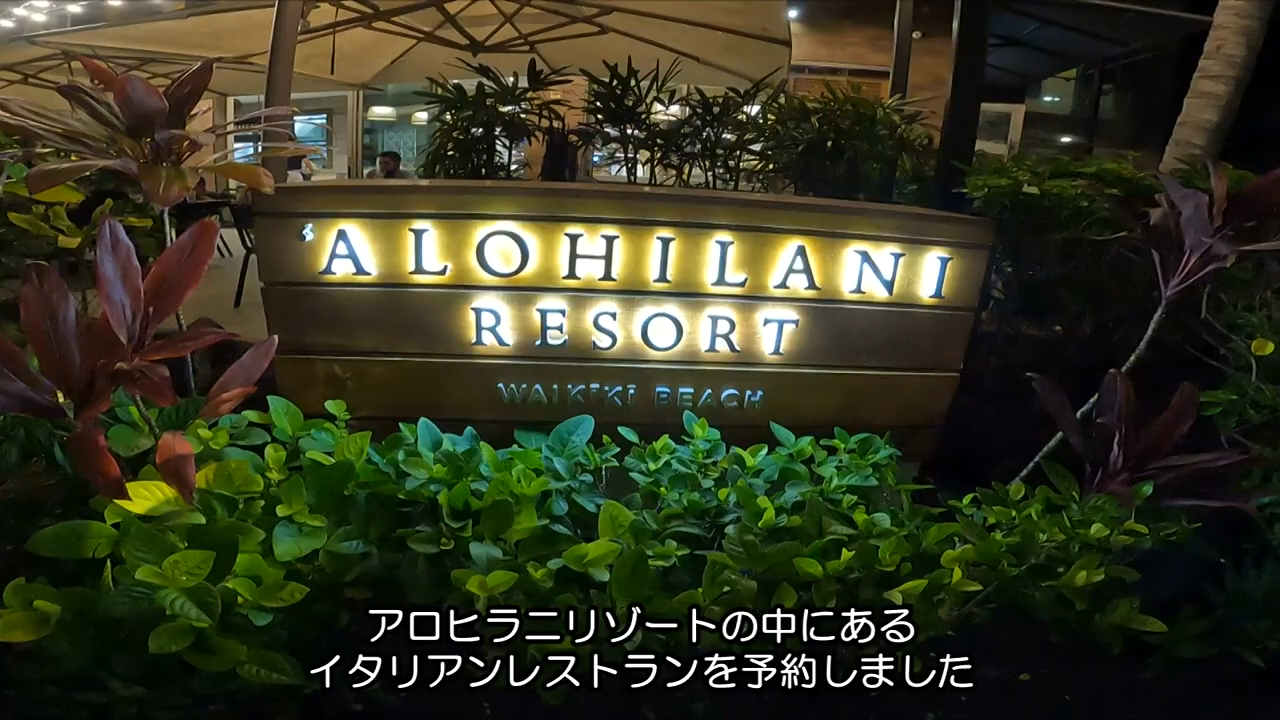 ‘ALOHILANI
RESORT
WAIKIKI BEACH
アロヒラニリゾートの中にある
イタリアンレストランを予約しました